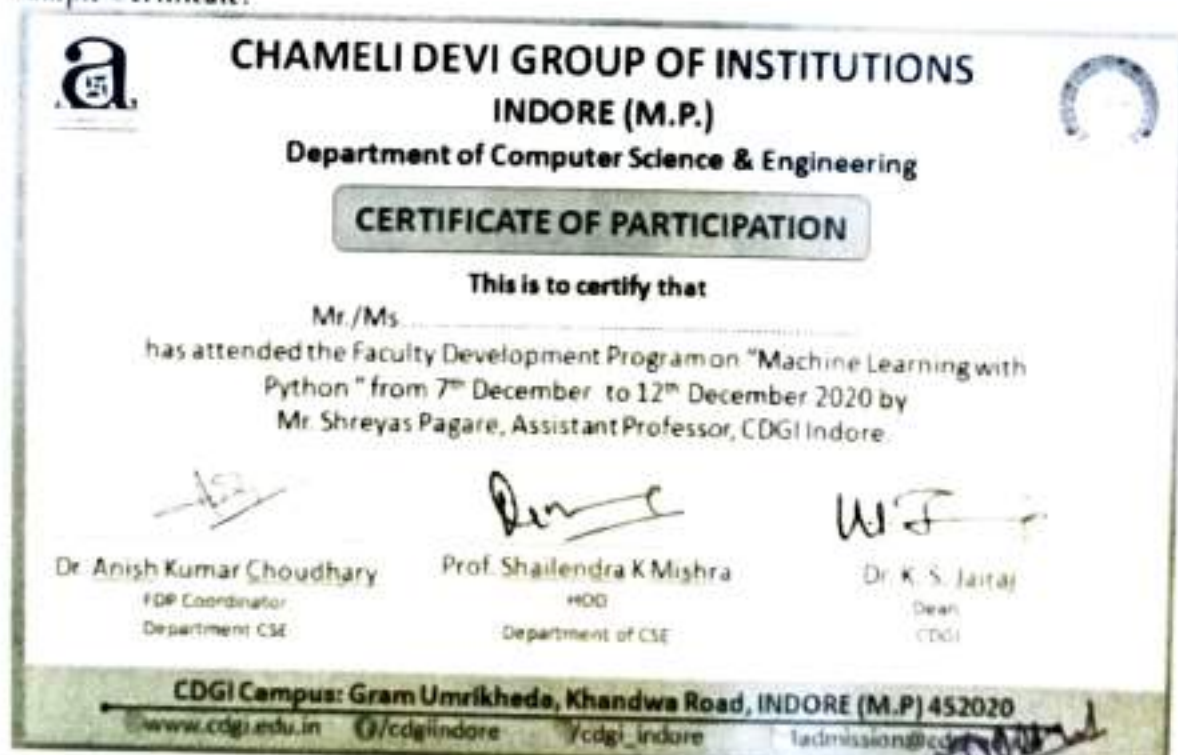 CHAMELI DEVI GROUP OF INSTITUTIONS
INDORE (M.P.)
Department of Computer Science & Engineering
CERTIFICATE OF PARTICIPATION
This is to certify that
Mr./Ms..........................................................................
has attended the Faculty Development Program on "Machine Learning with
Python " from 7th December to 12th December 2020 by
Mr. Shreyas Pagare, Assistant Professor, CDGI Indore.
Dr. Anish Kumar Choudhary
Prof. Shailendra K Mishra
Dr. K. S. Jairaj
FDP Coordinator
HOD
Dean
Department CSE
Department of CSE
CDGI
CDGI Campus: Gram Umrikheda, Khandwa Road, INDORE (M.P) 452020
www.cdgi.edu.in /cdgiindore /cdgi_indore